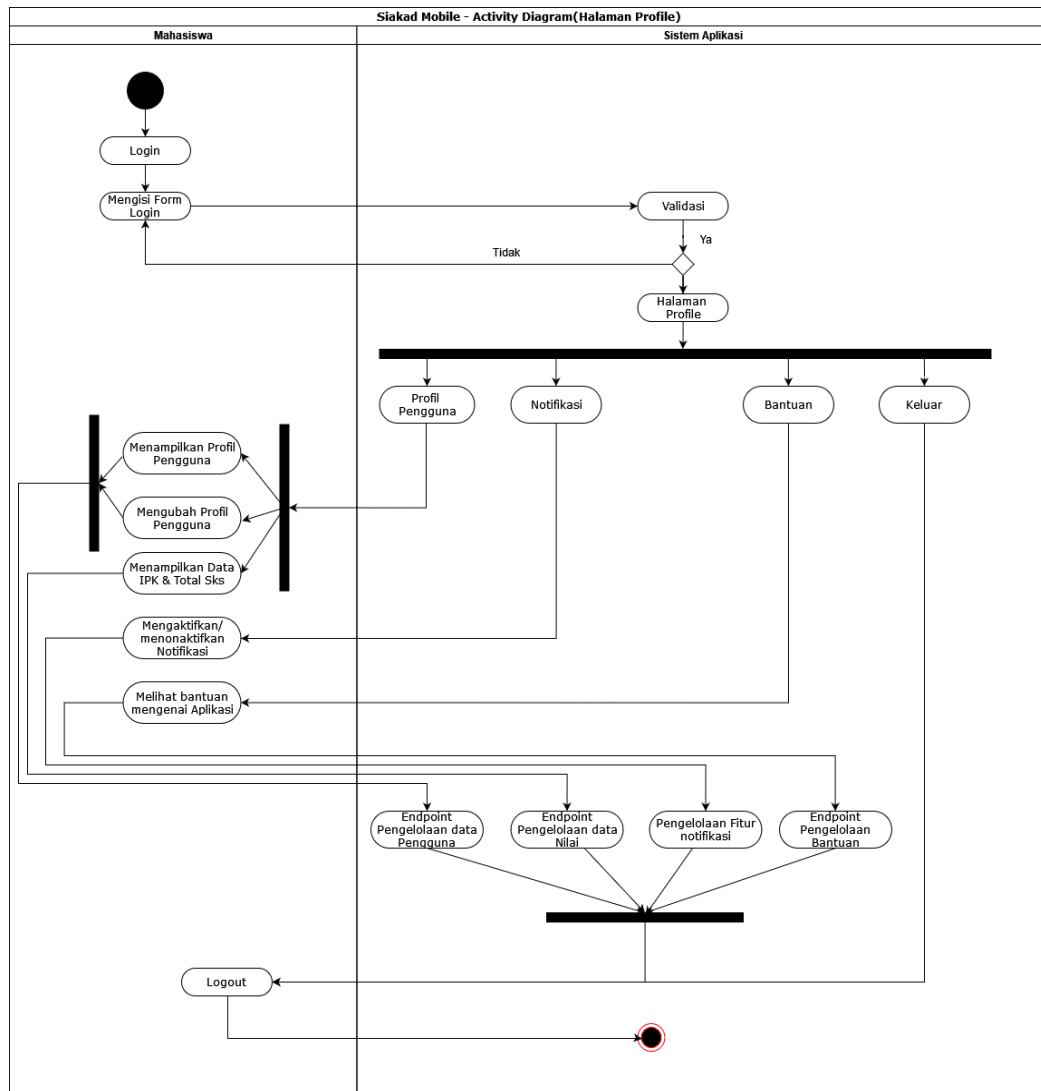 Siakad Mobile - Activity Diagram(Halaman Profile)
Mahasiswa
Sistem Aplikasi
Login
Mengisi Form
Login
Validasi
Ya
Tidak
Halaman
Profile
Profil
Pengguna
Notifikasi
Bantuan
Keluar
Menampilkan Profil
Pengguna
Mengubah Profil
Pengguna
Menampilkan Data
IPK & Total Sks
Mengaktifkan/
menonaktifkan
Notifikasi
Melihat bantuan
mengenai Aplikasi
Endpoint
Pengelolaan data
Pengguna
Endpoint
Pengelolaan data
Nilai
Pengelolaan Fitur
notifikasi
Endpoint
Pengelolaan
Bantuan
Logout